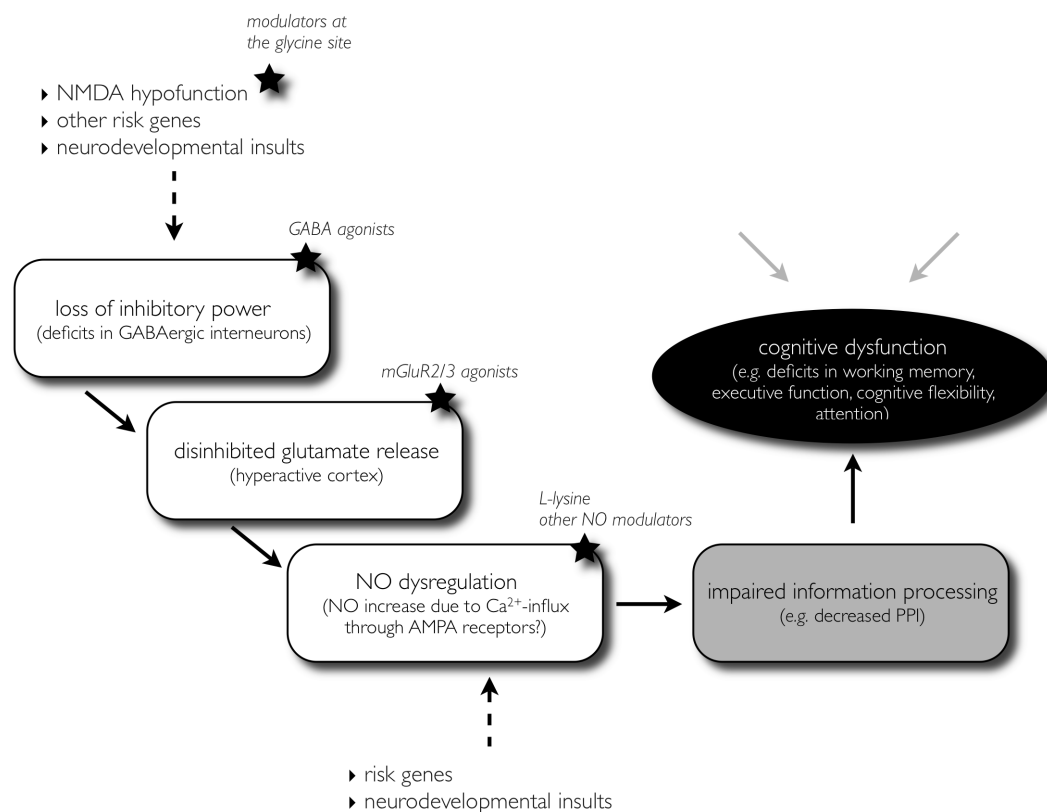 modulators at
the glycine site
‣ NMDA hypofunction
‣ other risk genes
‣ neurodevelopmental insults
GABA agonists
loss of inhibitory power
(deficits in GABAergic interneurons)
mGluR2/3 agonists
disinhibited glutamate release
(hyperactive cortex)
L-lysine
other NO modulators
NO dysregulation
(NO increase due to Ca²⁺-influx
through AMPA receptors?)
‣ risk genes
‣ neurodevelopmental insults
impaired information processing
(e.g. decreased PPI)
cognitive dysfunction
(e.g. deficits in working memory,
executive function, cognitive flexibility,
attention)